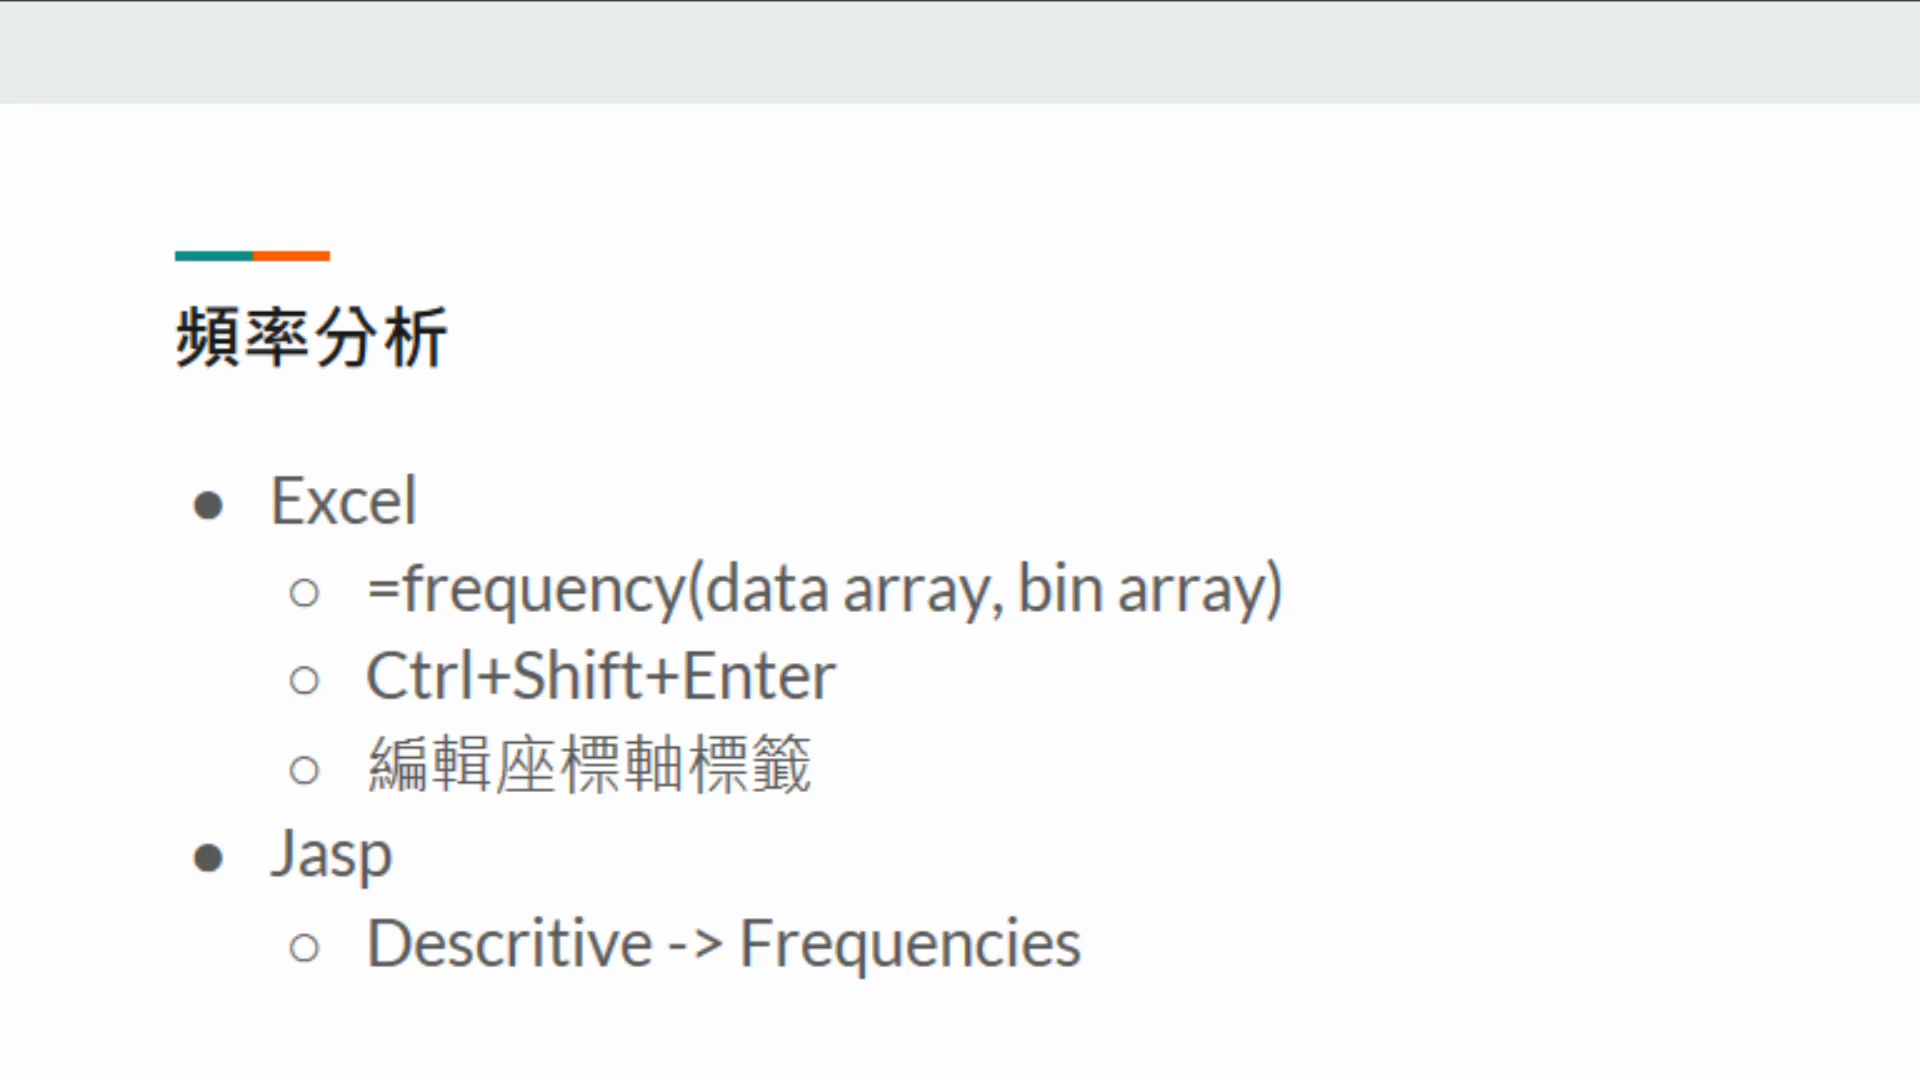 頻率分析
● Excel
○ =frequency(data array, bin array)
○ Ctrl+Shift+Enter
○ 編輯座標軸標籤
● Jasp
○ Descritive -> Frequencies